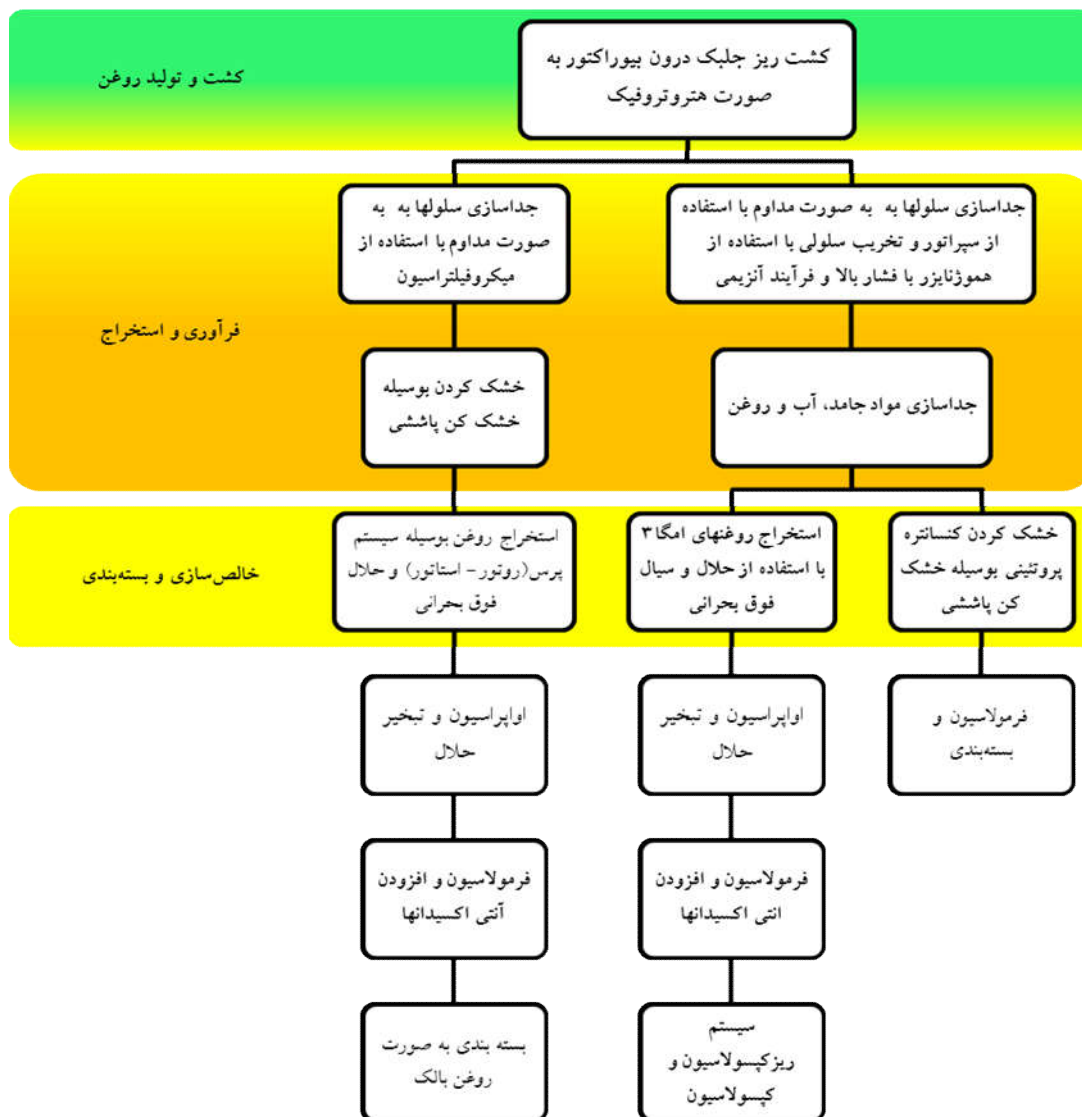 کشت و تولید روغن
کشت ریز جلبک درون بیوراکتور به
صورت هتروتروفیک
فرآوری و استخراج
جداسازی سلولها به به صورت مداوم با استفاده
از سپراتور و تخریب سلولی با استفاده از
هموژنایزر با فشار بالا و فرآیند آنزیمی
جداسازی سلولها به به
صورت مداوم با استفاده از
میکروفیلتراسیون
جداسازی مواد جامد، آب و روغن
خشک کردن بوسیله
خشک کن پاششی
خالص‌سازی و بسته‌بندی
خشک کردن کنسانتره
پروتئینی بوسیله خشک
کن پاششی
استخراج روغنهای امگا ۳
با استفاده از حلال و سیال
فوق بحرانی
استخراج روغن بوسیله سیستم
پرس(روتور- استاتور) و حلال
فوق بحرانی
فرمولاسیون و
بسته‌بندی
اواپراسیون و تبخیر
حلال
اواپراسیون و تبخیر
حلال
فرمولاسیون و افزودن
انتی اکسیدانها
فرمولاسیون و افزودن
آنتی اکسیدانها
سیستم
ریزکپسولاسیون و
کپسولاسیون
بسته بندی به صورت
روغن بالک